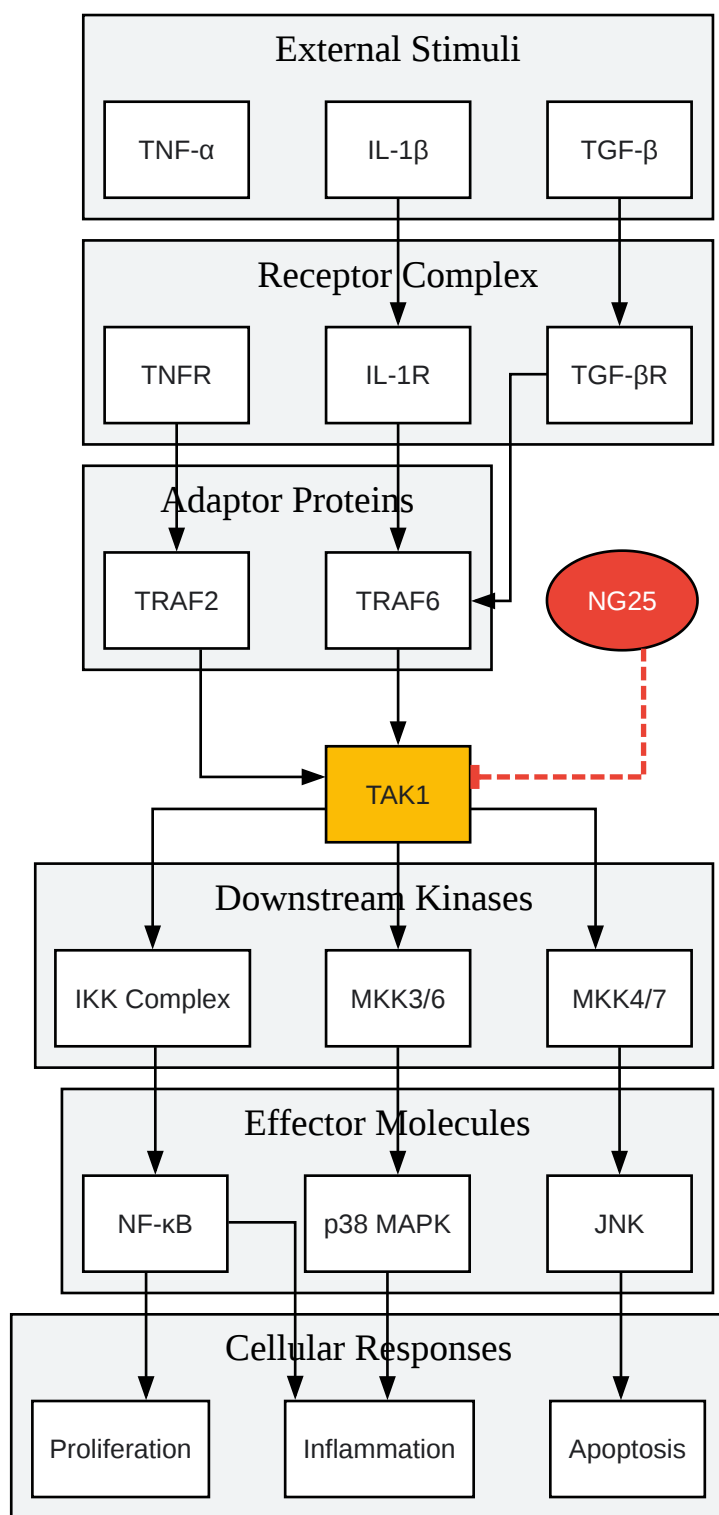 External Stimuli
TNF-α
IL-1β
TGF-β
Receptor Complex
TNFR
IL-1R
TGF-βR
Adaptor Proteins
TRAF2
TRAF6
NG25
TAK1
Downstream Kinases
IKK Complex
MKK3/6
MKK4/7
Effector Molecules
NF-κB
p38 MAPK
JNK
Cellular Responses
Proliferation
Inflammation
Apoptosis